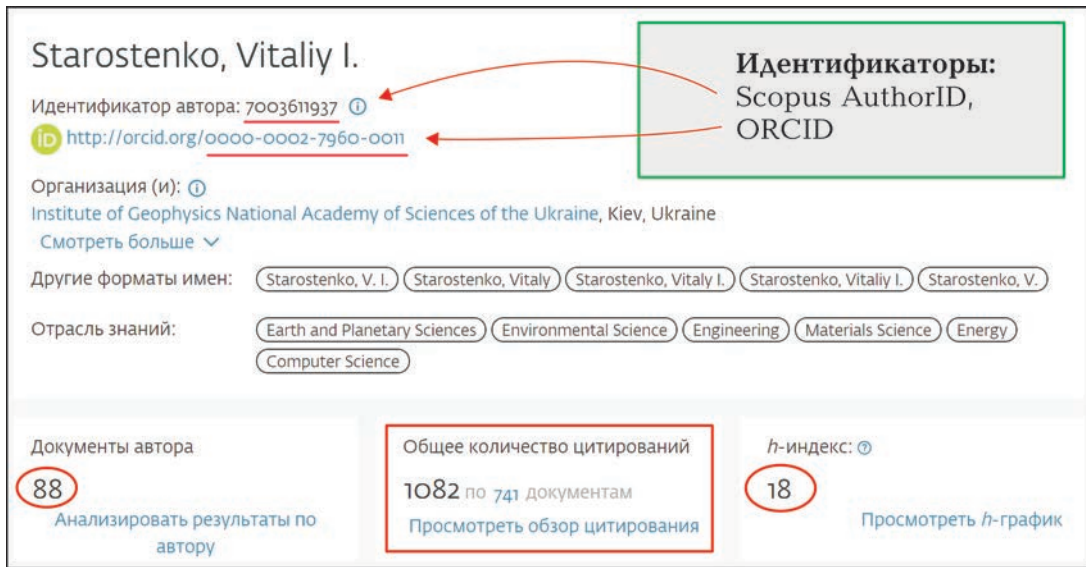 Starostenko, Vitaliy I.
Идентификатор автора: 7003611937
iD http://orcid.org/0000-0002-7960-0011
Идентификаторы:
Scopus AuthorID,
ORCID
Организация (и):
Institute of Geophysics National Academy of Sciences of the Ukraine, Kiev, Ukraine
Смотреть больше
Другие форматы имен: Starostenko, V. I. Starostenko, Vitaly Starostenko, Vitaly I. Starostenko, Vitaliy I. Starostenko, V.
Отрасль знаний: Earth and Planetary Sciences Environmental Science Engineering Materials Science Energy
Computer Science
Документы автора
88
Анализировать результаты по
автору
Общее количество цитирований
1082 по 741 документам
Просмотреть обзор цитирования
h-индекс:
18
Просмотреть h-график